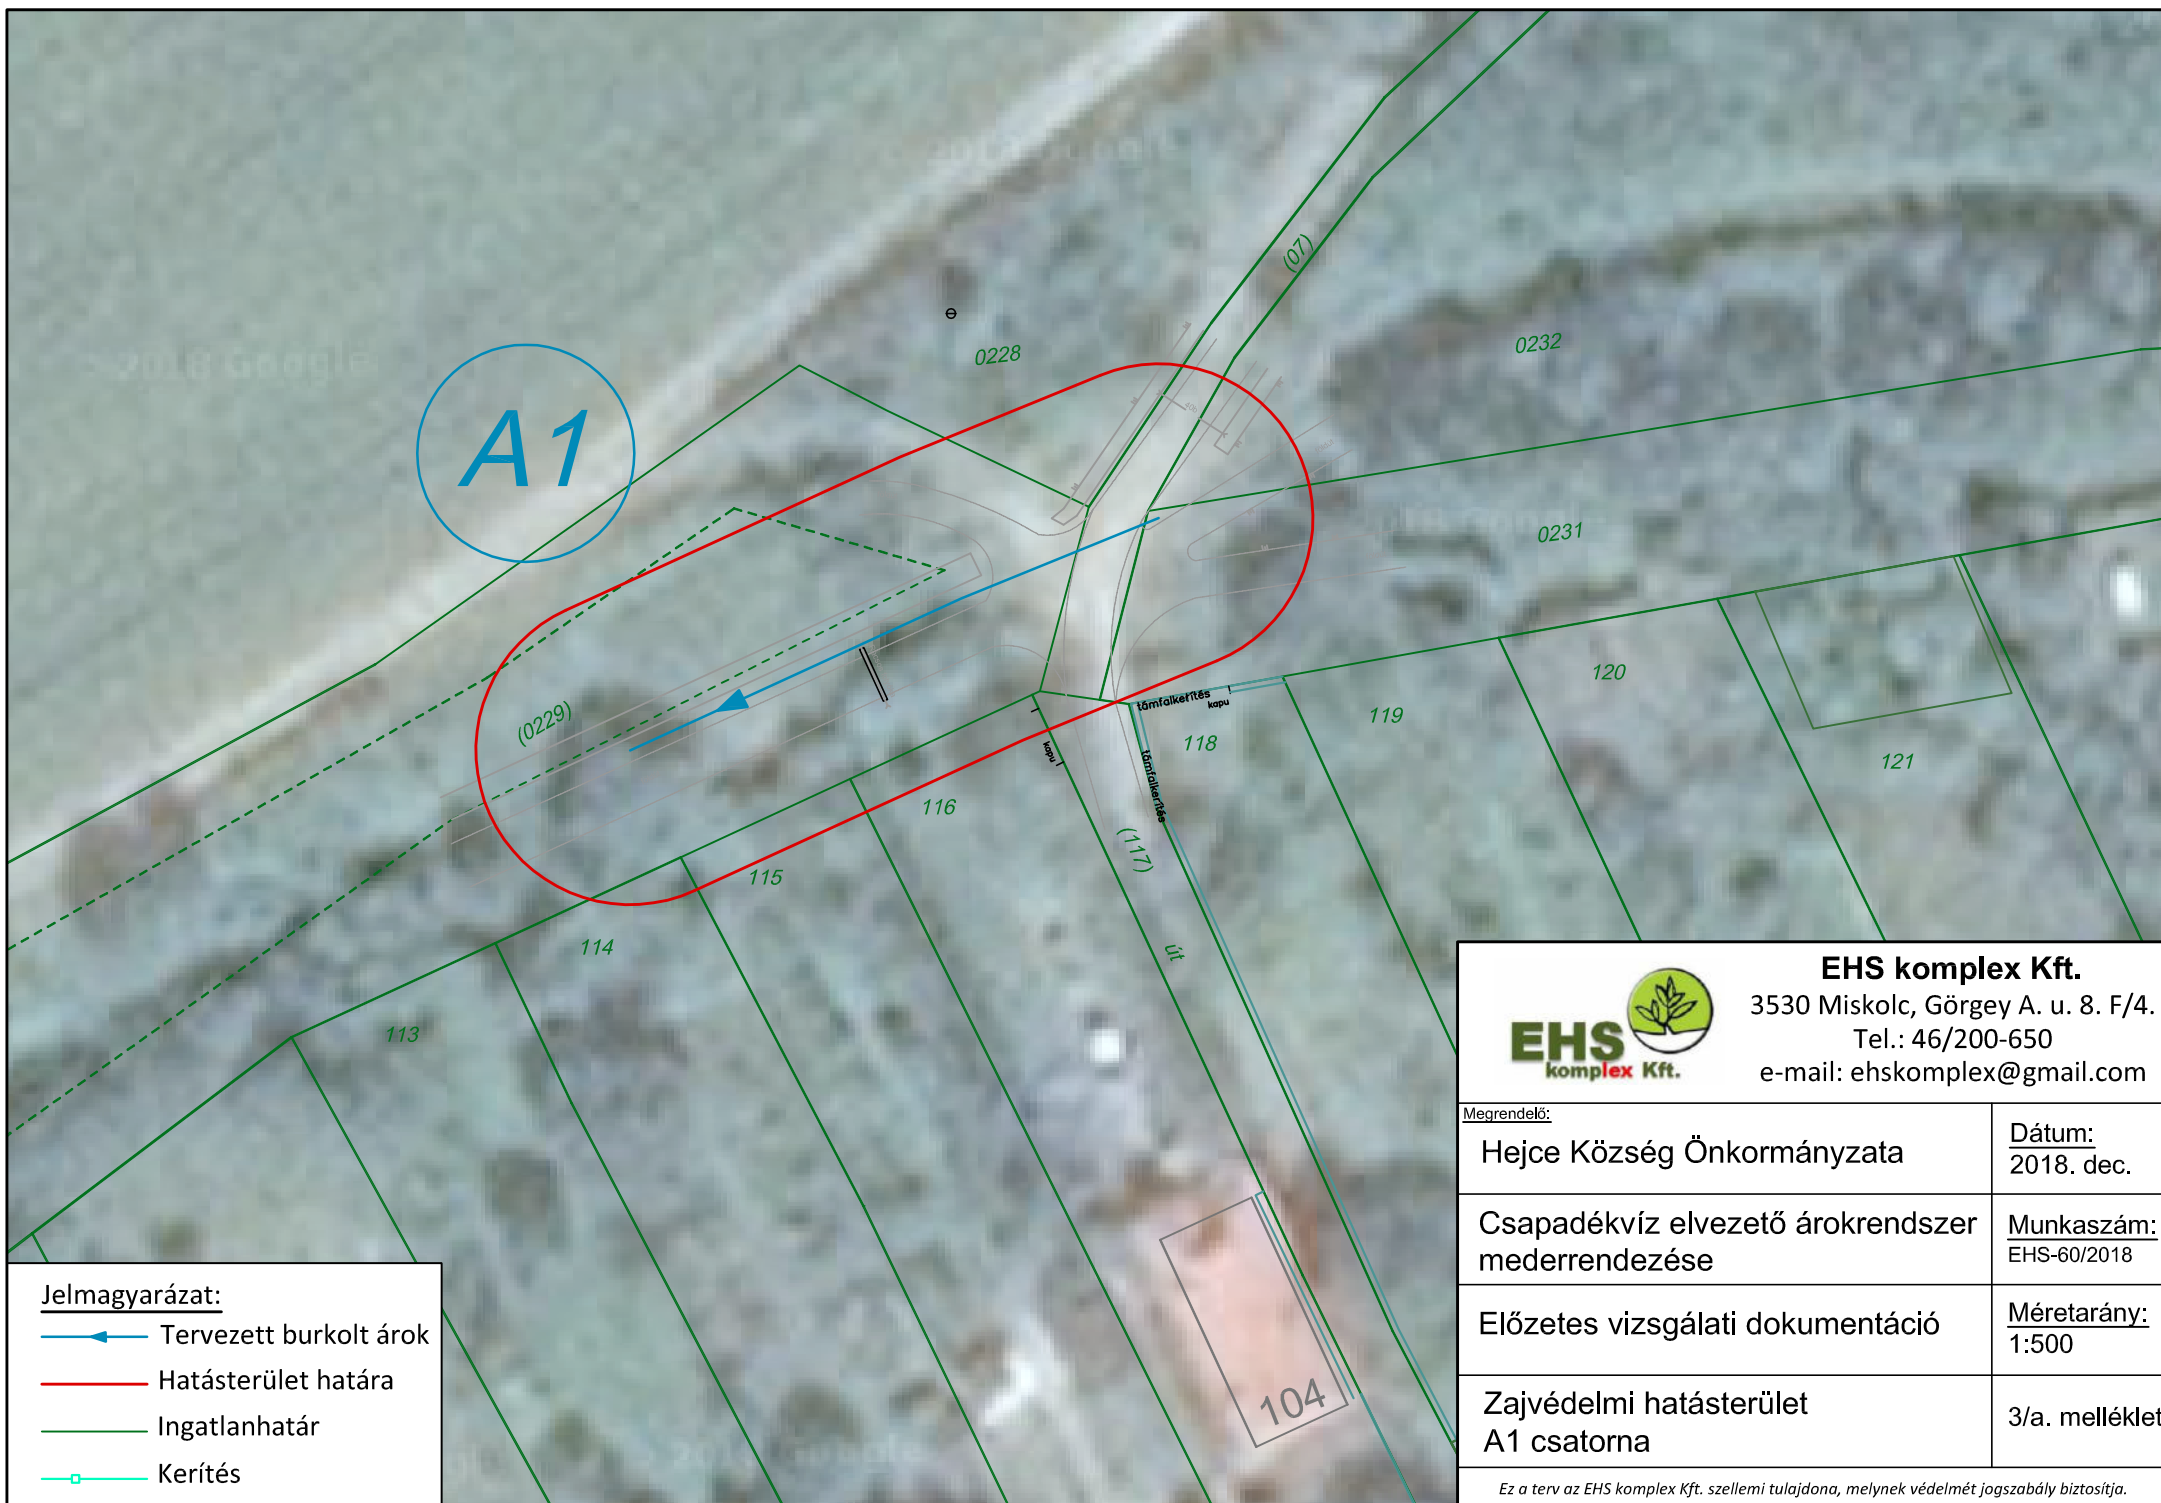 2018 Google
A1
0228
(07)
0232
0231
(0229)
támfalkerítés
kapu
kapu
támfalkerítés
118
119
120
121
116
(117)
115
út
114
113
104
Jelmagyarázat:
Tervezett burkolt árok
Hatásterület határa
Ingatlanhatár
Kerítés
EHS
komplex Kft.
EHS komplex Kft.
3530 Miskolc, Görgey A. u. 8. F/4.
Tel.: 46/200-650
e-mail: ehskomplex@gmail.com
Megrendelő:
Hejce Község Önkormányzata
Dátum:
2018. dec.
Csapadékvíz elvezető árokrendszer
mederrendezése
Munkaszám:
EHS-60/2018
Előzetes vizsgálati dokumentáció
Méretarány:
1:500
Zajvédelmi hatásterület
A1 csatorna
3/a. melléklet
Ez a terv az EHS komplex Kft. szellemi tulajdona, melynek védelmét jogszabály biztosítja.